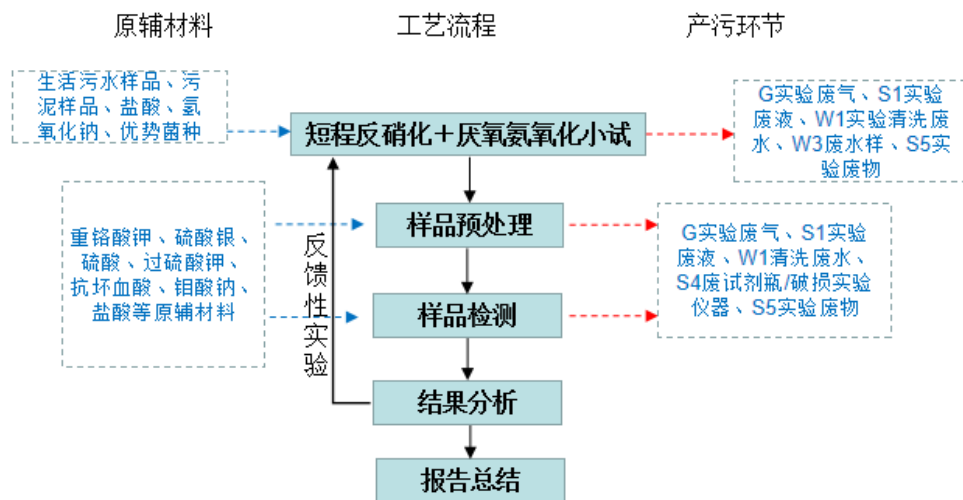 原辅材料
工艺流程
产污环节
生活污水样品、污
泥样品、盐酸、氢
氧化钠、优势菌种
短程反硝化+厌氧氨氧化小试
G实验废气、S1实验
废液、W1实验清洗废
水、W3废水样、S5实
验废物
重铬酸钾、硫酸银、
硫酸、过硫酸钾、
抗坏血酸、钼酸钠、
盐酸等原辅材料
反馈性实验
样品预处理
样品检测
G实验废气、S1实验
废液、W1清洗废水、
S4废试剂瓶/破损实验
仪器、S5实验废物
结果分析
报告总结